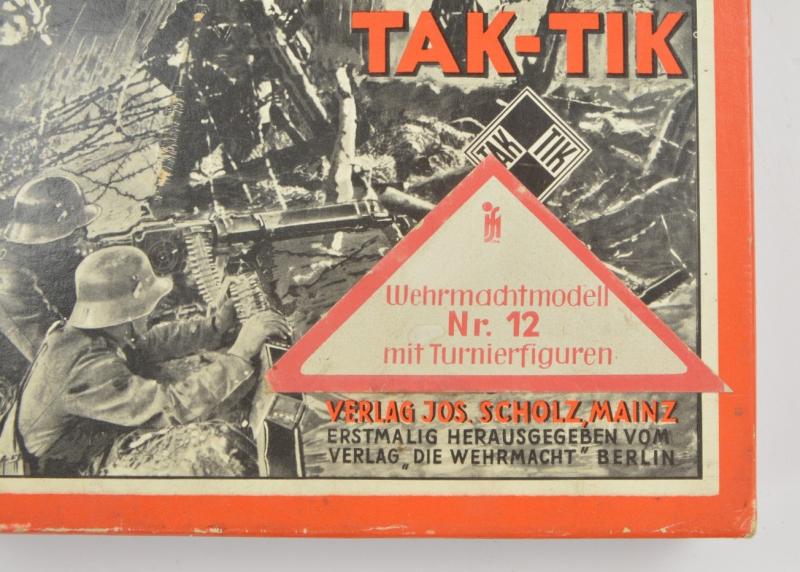 TAK-TIK
TAK TIK
Wehrmachtmodell
Nr. 12
mit Turnierfiguren
VERLAG JOS. SCHOLZ, MAINZ
ERSTMALIG HERAUSGEGEBEN VOM
VERLAG „DIE WEHRMACHT" BERLIN